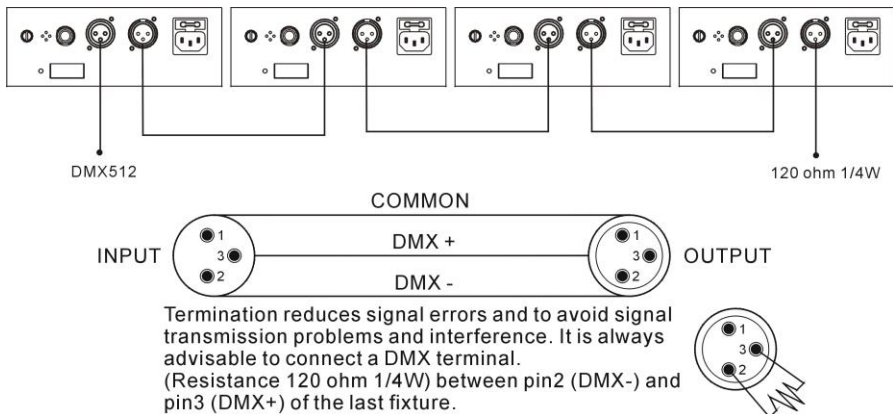 DMX512
120 ohm 1/4W
COMMON
1
1
INPUT
3
DMX +
3
OUTPUT
2
DMX -
2
Termination reduces signal errors and to avoid signal
transmission problems and interference. It is always
advisable to connect a DMX terminal.
(Resistance 120 ohm 1/4W) between pin2 (DMX-) and
pin3 (DMX+) of the last fixture.
1
3
2